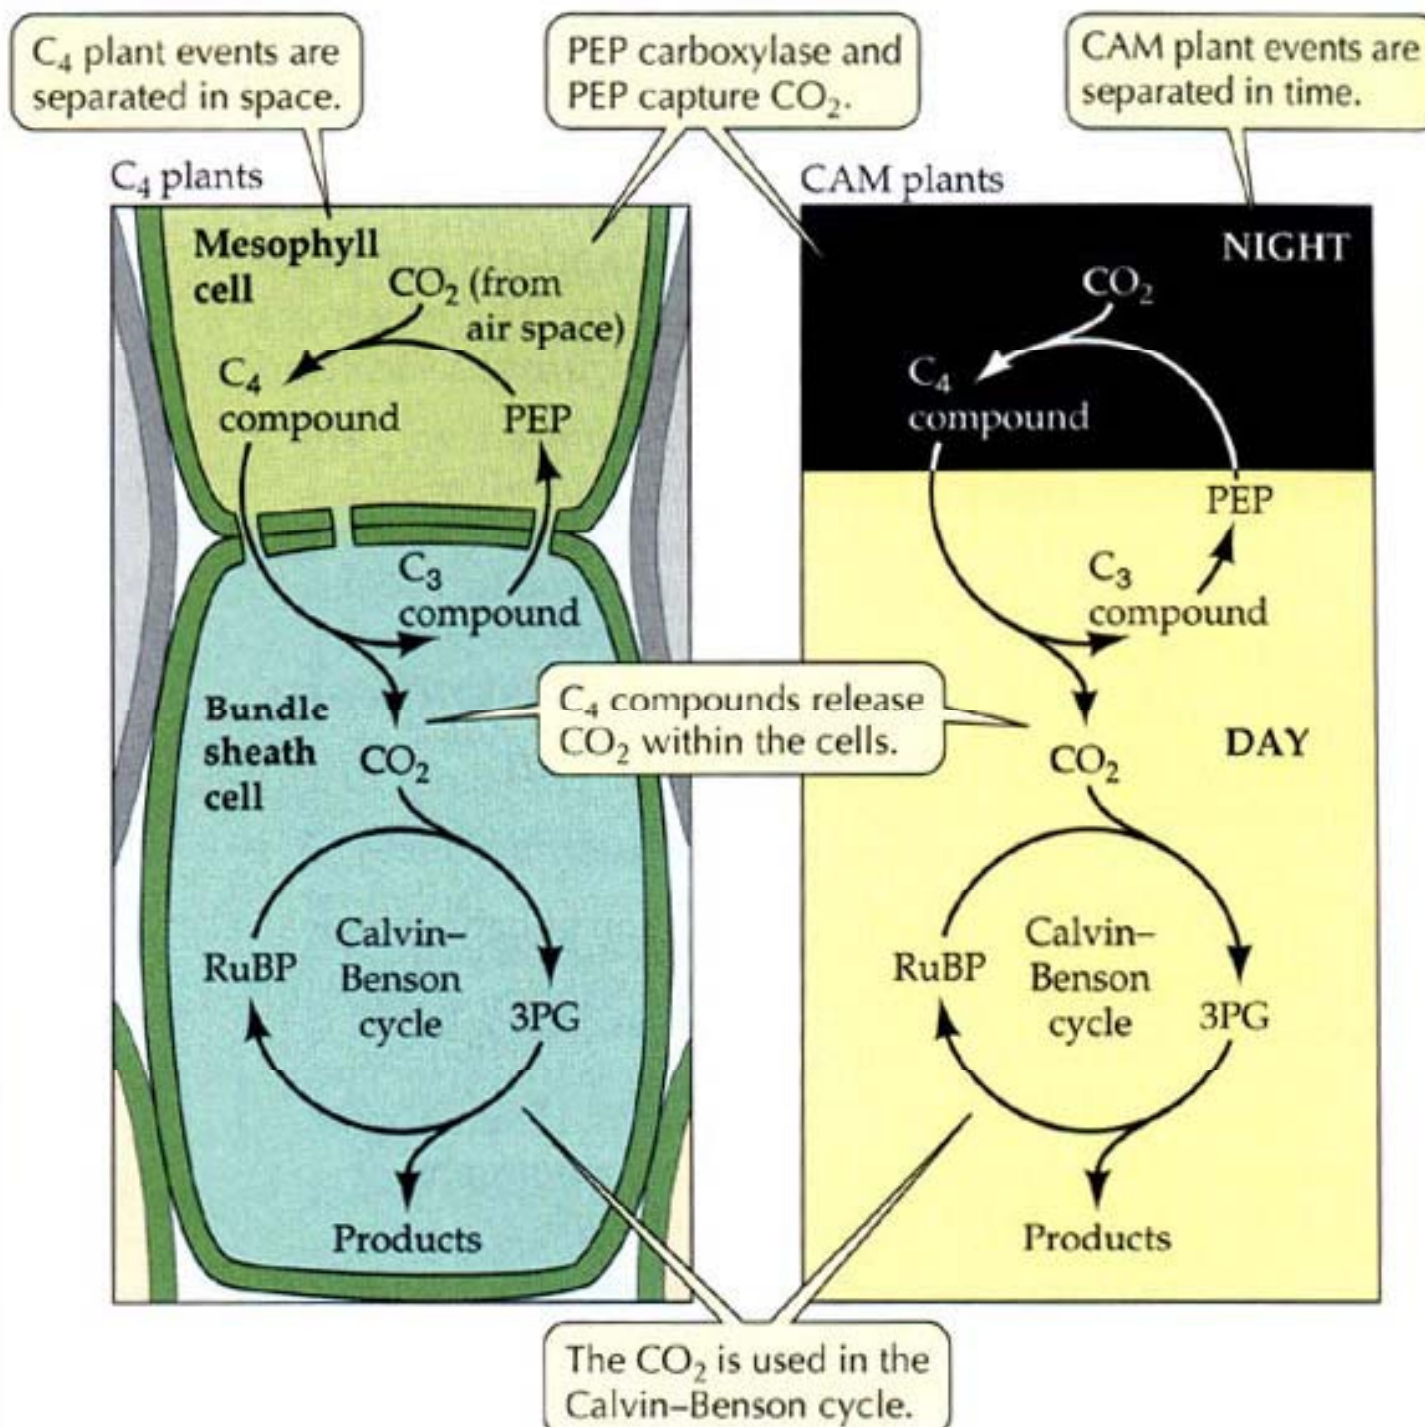 C₄ plant events are
separated in space.
PEP carboxylase and
PEP capture CO₂.
CAM plant events are
separated in time.
C₄ plants
Mesophyll
cell
CO₂ (from
air space)
C₄
compound
PEP
C₃
compound
Bundle
sheath
cell
CO₂
RuBP
Calvin–
Benson
cycle
3PG
Products
C₄ compounds release
CO₂ within the cells.
CAM plants
NIGHT
CO₂
C₄
compound
PEP
C₃
compound
DAY
CO₂
RuBP
Calvin–
Benson
cycle
3PG
Products
The CO₂ is used in the
Calvin–Benson cycle.